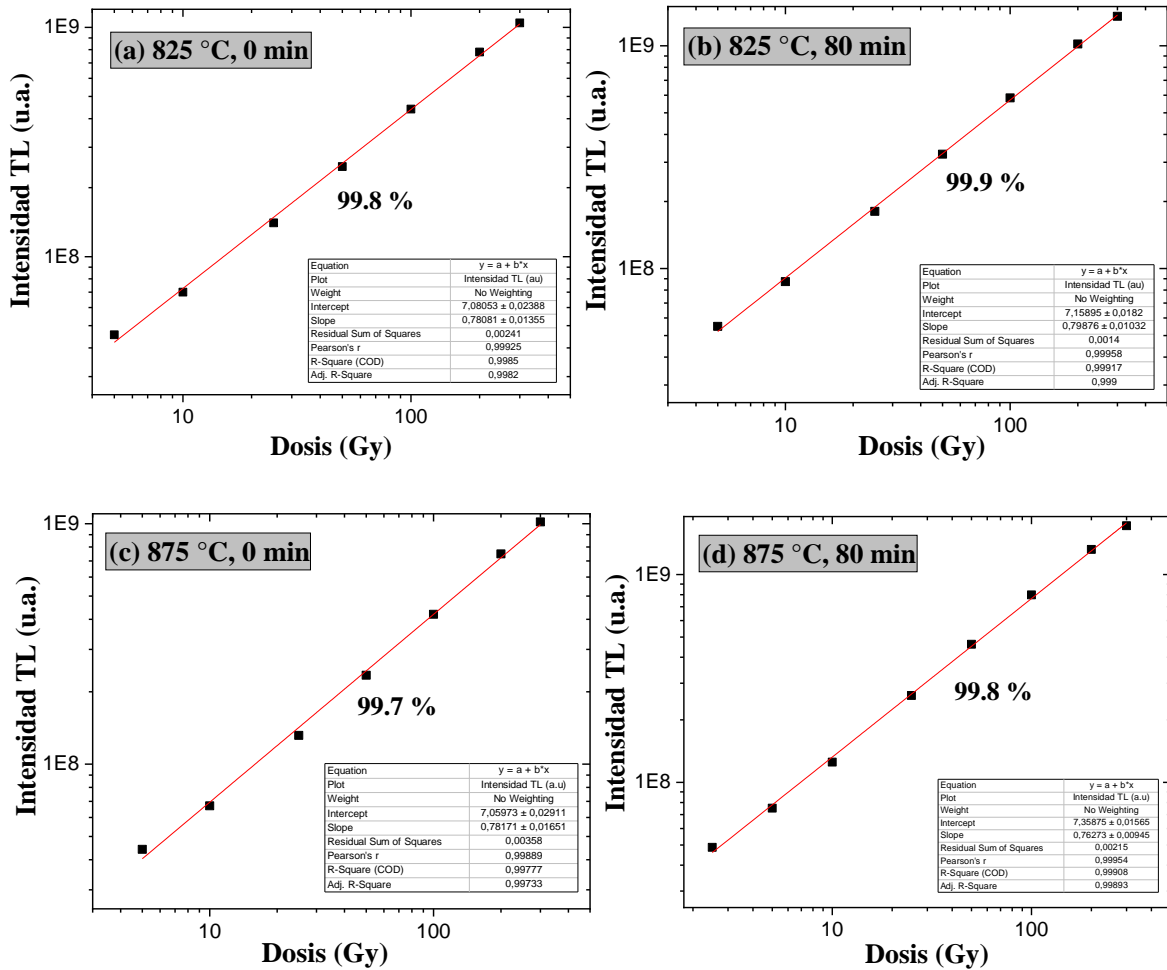 (a) 825 °C, 0 min
1E9
1E8
Intensidad TL (u.a.)
99.8 %
Equation y = a + b*x
Plot Intensidad TL (au)
Weight No Weighting
Intercept 7,08053 ± 0,02388
Slope 0,78081 ± 0,01355
Residual Sum of Squares 0,00241
Pearson's r 0,99925
R-Square (COD) 0,9985
Adj. R-Square 0,9982
10 100
Dosis (Gy)
(b) 825 °C, 80 min
1E9
1E8
Intensidad TL (u.a.)
99.9 %
Equation y = a + b*x
Plot Intensidad TL (au)
Weight No Weighting
Intercept 7,15895 ± 0,0182
Slope 0,79876 ± 0,01032
Residual Sum of Squares 0,0014
Pearson's r 0,99958
R-Square (COD) 0,99917
Adj. R-Square 0,999
10 100
Dosis (Gy)
(c) 875 °C, 0 min
1E9
1E8
Intensidad TL (u.a.)
99.7 %
Equation y = a + b*x
Plot Intensidad TL (a.u)
Weight No Weighting
Intercept 7,05973 ± 0,02911
Slope 0,78171 ± 0,01651
Residual Sum of Squares 0,00358
Pearson's r 0,99889
R-Square (COD) 0,99777
Adj. R-Square 0,99733
10 100
Dosis (Gy)
(d) 875 °C, 80 min
1E9
1E8
Intensidad TL (u.a.)
99.8 %
Equation y = a + b*x
Plot Intensidad TL (a.u)
Weight No Weighting
Intercept 7,35875 ± 0,01565
Slope 0,76273 ± 0,00945
Residual Sum of Squares 0,00215
Pearson's r 0,99954
R-Square (COD) 0,99908
Adj. R-Square 0,99893
10 100
Dosis (Gy)